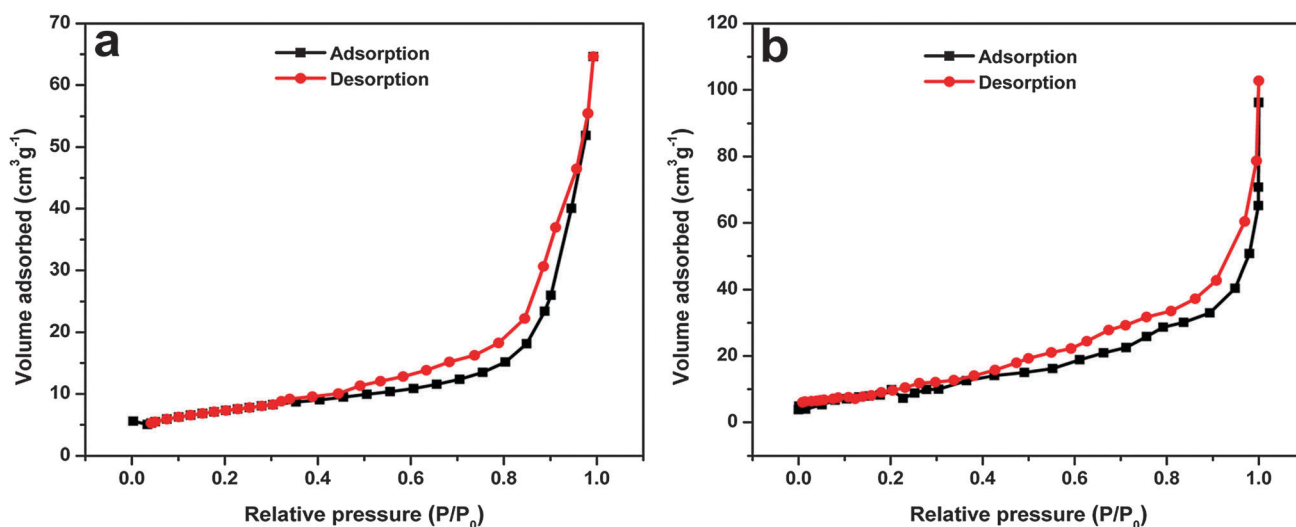 a
Adsorption
Desorption
Volume adsorbed (cm³g⁻¹)
70
60
50
40
30
20
10
0
0.0 0.2 0.4 0.6 0.8 1.0
Relative pressure (P/P₀)
b
Adsorption
Desorption
Volume adsorbed (cm³g⁻¹)
120
100
80
60
40
20
0
0.0 0.2 0.4 0.6 0.8 1.0
Relative pressure (P/P₀)